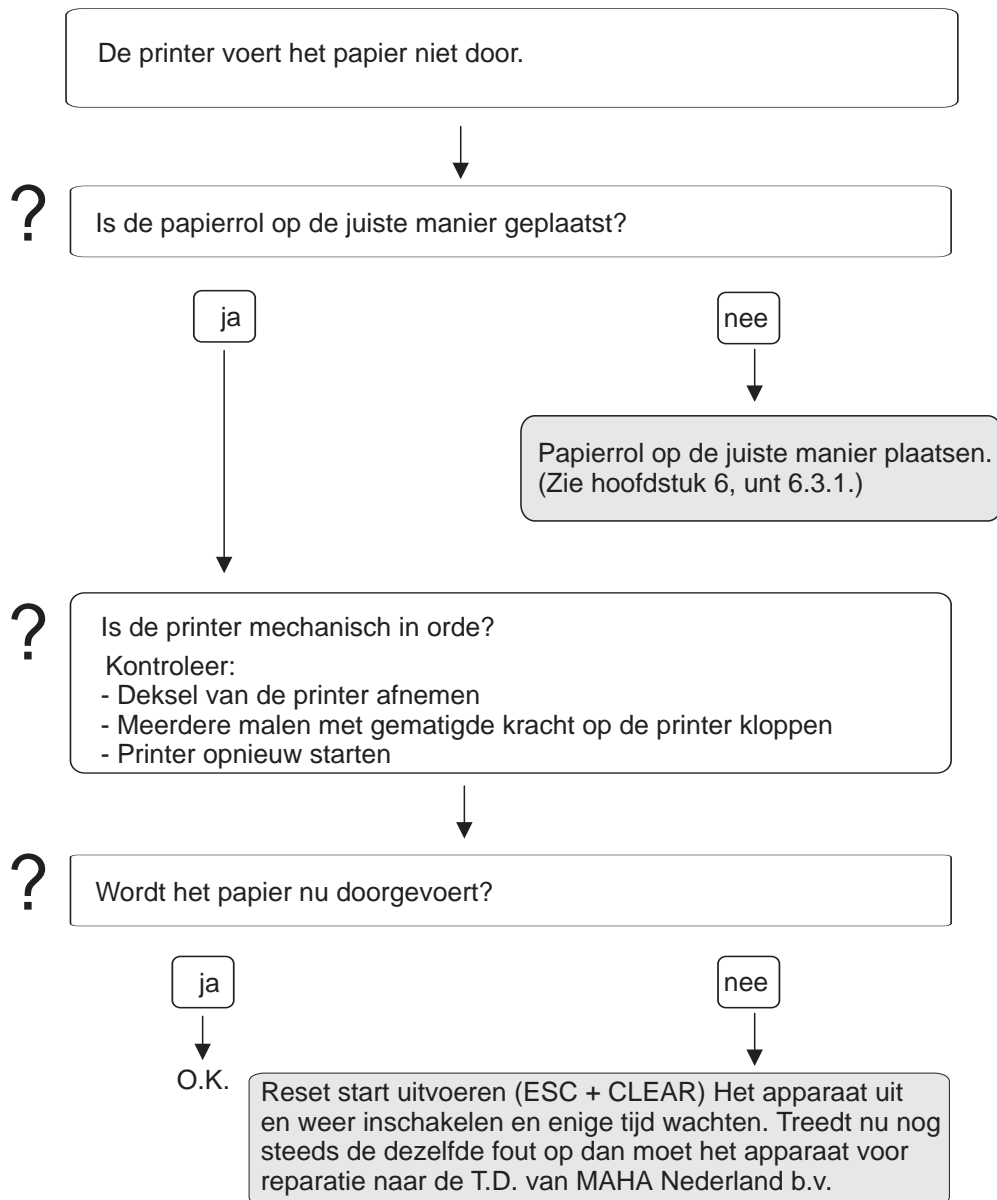 De printer voert het papier niet door.
?
Is de papierrol op de juiste manier geplaatst?
ja
nee
Papierrol op de juiste manier plaatsen.
(Zie hoofdstuk 6, unt 6.3.1.)
?
Is de printer mechanisch in orde?
Kontroleer:
- Deksel van de printer afnemen
- Meerdere malen met gematigde kracht op de printer kloppen
- Printer opnieuw starten
?
Wordt het papier nu doorgevoert?
ja
nee
O.K.
Reset start uitvoeren (ESC + CLEAR) Het apparaat uit
en weer inschakelen en enige tijd wachten. Treedt nu nog
steeds de dezelfde fout op dan moet het apparaat voor
reparatie naar de T.D. van MAHA Nederland b.v.